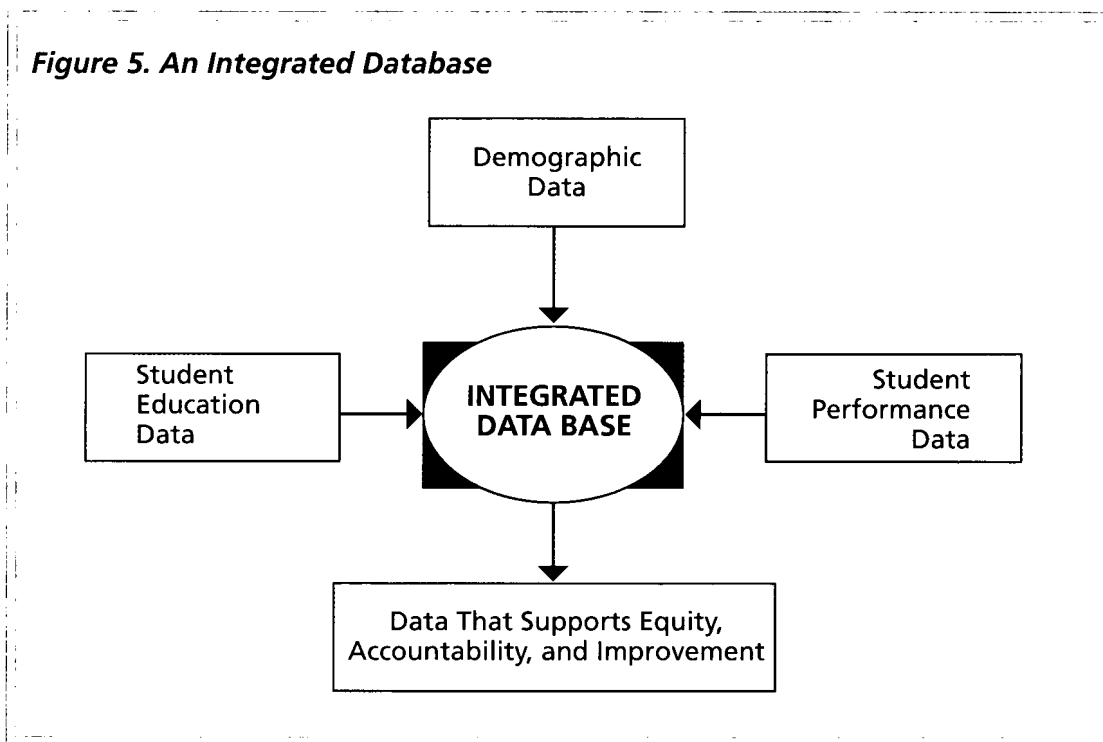 Figure 5. An Integrated Database
Demographic
Data
Student
Education
Data
INTEGRATED
DATA BASE
Student
Performance
Data
Data That Supports Equity,
Accountability, and Improvement